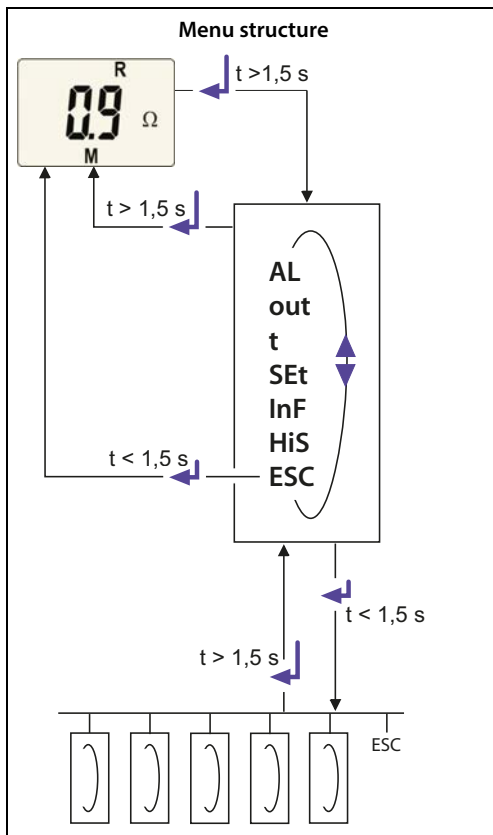 Menu structure
R
0.9 Ω
M
t >1,5 s
t > 1,5 s
AL
out
t
SEt
InF
HiS
ESC
t < 1,5 s
t < 1,5 s
t > 1,5 s
ESC